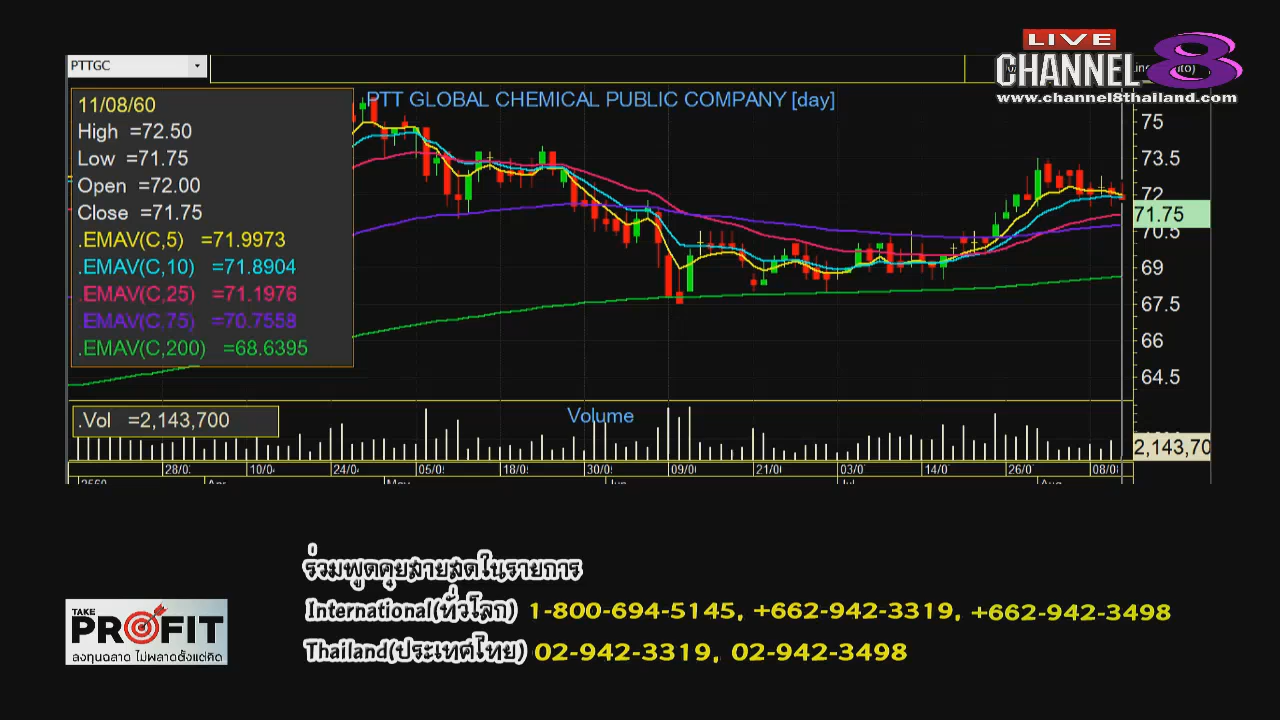 LIVE
CHANNEL 8
www.channel8thailand.com
PTTGC
11/08/60
High =72.50
Low =71.75
Open =72.00
Close =71.75
.EMAV(C,5) =71.9973
.EMAV(C,10) =71.8904
.EMAV(C,25) =71.1976
.EMAV(C,75) =70.7558
.EMAV(C,200) =68.6395
PTT GLOBAL CHEMICAL PUBLIC COMPANY [day]
75
73.5
72
71.75
70.5
69
67.5
66
64.5
.Vol =2,143,700
Volume
2,143,70
28/0 10/0 24/0 05/0 18/0 30/0 09/0 21/0 03/0 14/0 26/0 08/0
2560 Apr May Jun Jul Aug
ร่วมพูดคุยสายสดในรายการ
International(ทั่วโลก) 1-800-694-5145, +662-942-3319, +662-942-3498
Thailand(ประเทศไทย) 02-942-3319, 02-942-3498
TAKE
PROFIT
ลงทุนฉลาด ไม่พลาดตั้งแต่คิด